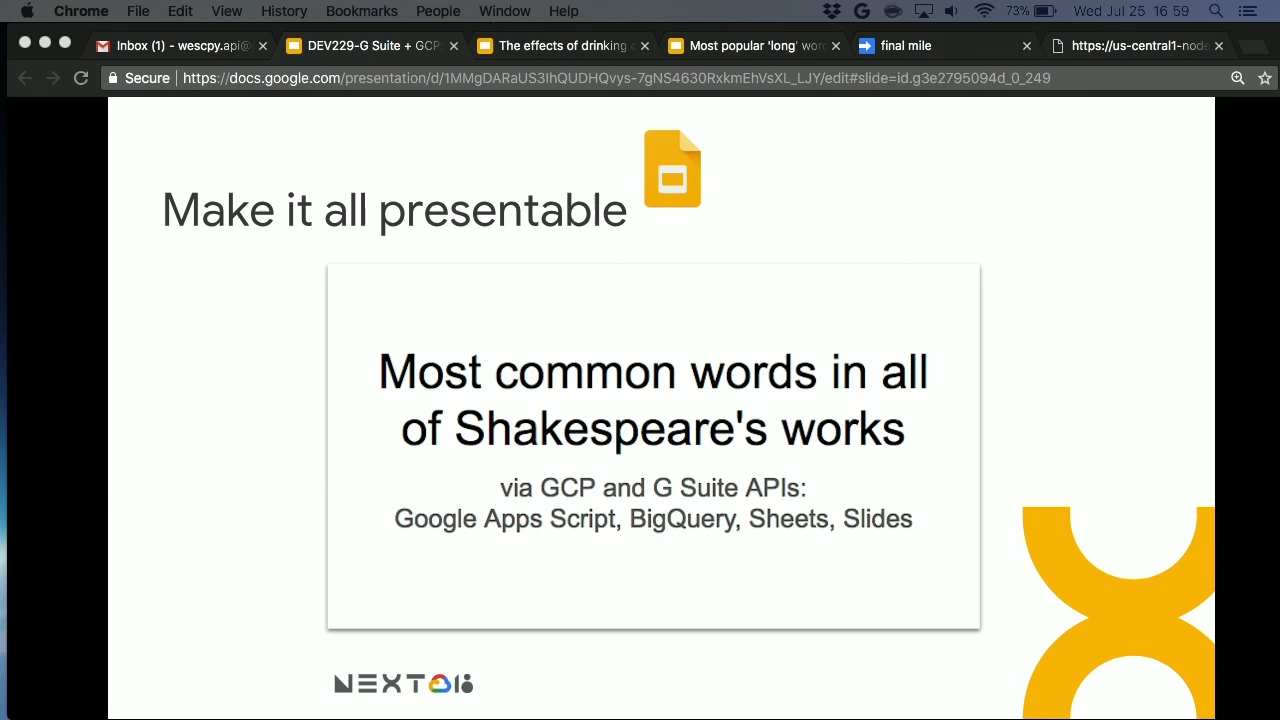 Chrome File Edit View History Bookmarks People Window Help 73% Wed Jul 25 16 59
Inbox (1) - wescpy.api@ DEV229-G Suite + GCP: The effects of drinking Most popular 'long' word final mile https://us-central1-node
Secure https://docs.google.com/presentation/d/1MMgDARaUS3IhQUDHQvys-7gNS4630RxkmEhVsXL_LJY/edit#slide=id.g3e2795094d_0_249
Make it all presentable
Most common words in all
of Shakespeare's works
via GCP and G Suite APIs:
Google Apps Script, BigQuery, Sheets, Slides
NEXT 18